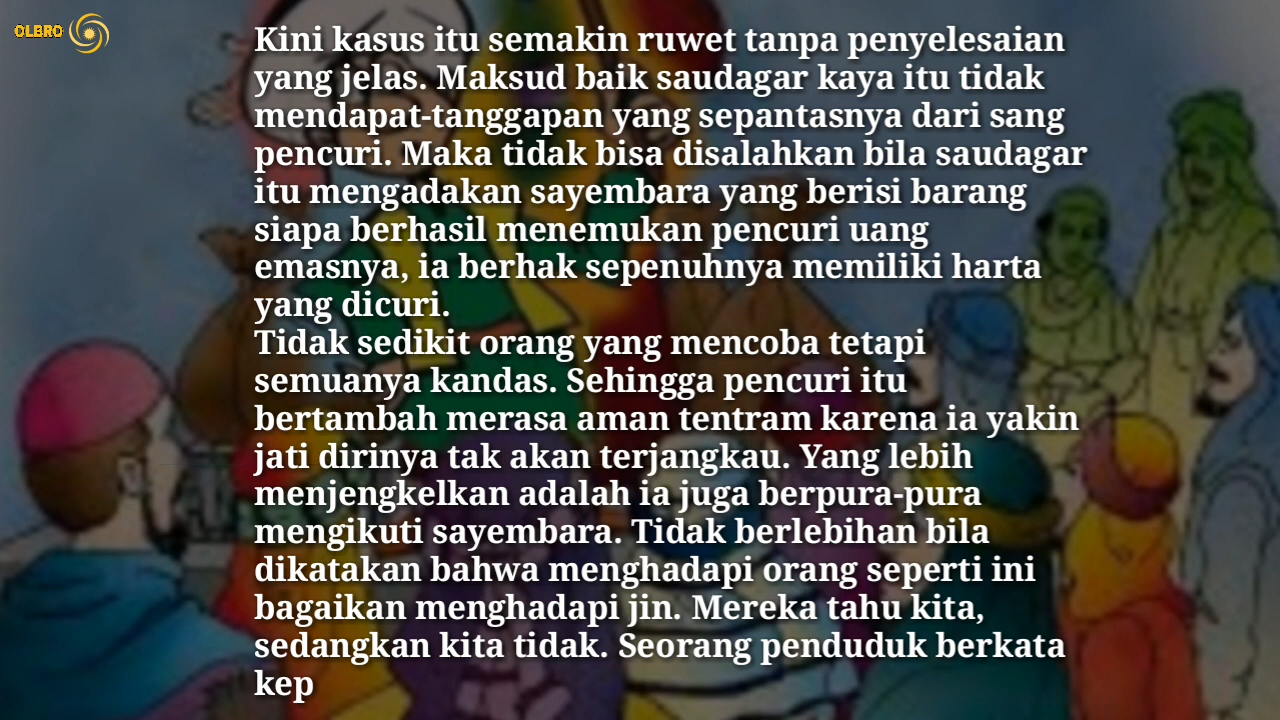 OLBRO
Kini kasus itu semakin ruwet tanpa penyelesaian
yang jelas. Maksud baik saudagar kaya itu tidak
mendapat-tanggapan yang sepantasnya dari sang
pencuri. Maka tidak bisa disalahkan bila saudagar
itu mengadakan sayembara yang berisi barang
siapa berhasil menemukan pencuri uang
emasnya, ia berhak sepenuhnya memiliki harta
yang dicuri.
Tidak sedikit orang yang mencoba tetapi
semuanya kandas. Sehingga pencuri itu
bertambah merasa aman tentram karena ia yakin
jati dirinya tak akan terjangkau. Yang lebih
menjengkelkan adalah ia juga berpura-pura
mengikuti sayembara. Tidak berlebihan bila
dikatakan bahwa menghadapi orang seperti ini
bagaikan menghadapi jin. Mereka tahu kita,
sedangkan kita tidak. Seorang penduduk berkata
kep